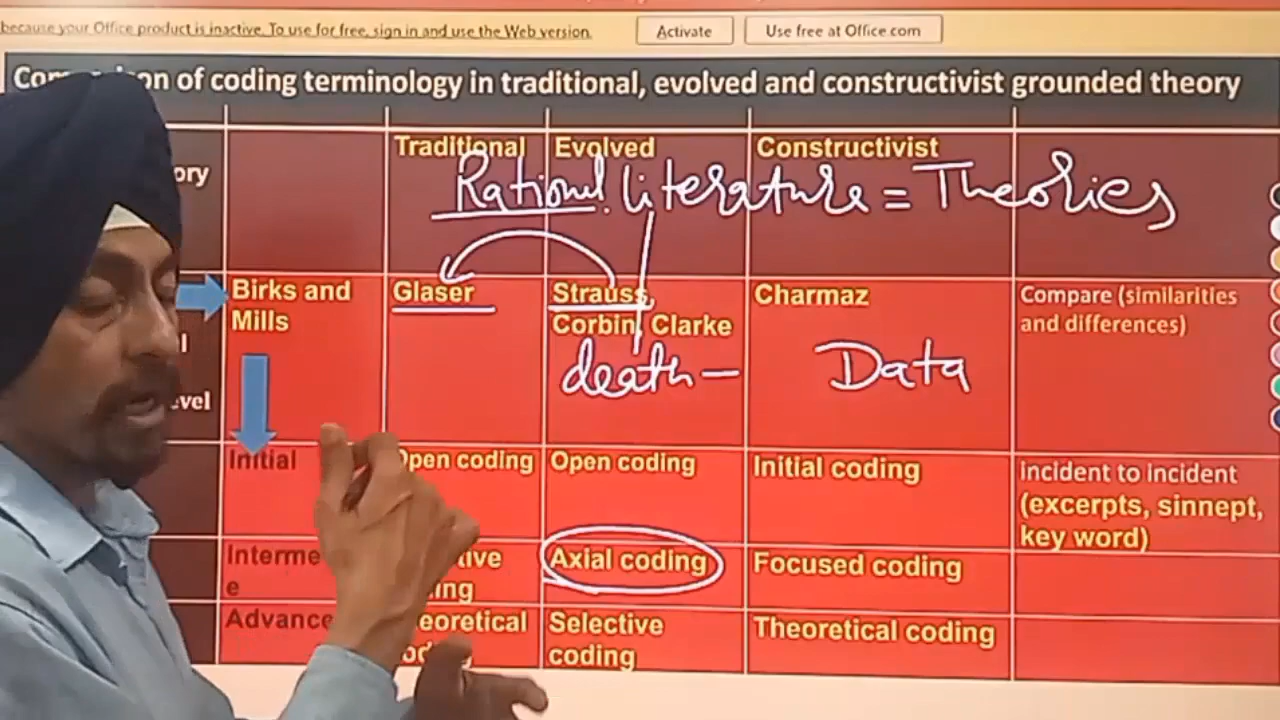 because your Office product is inactive. To use for free, sign in and use the Web version.
Activate
Use free at Office.com
of coding terminology in traditional, evolved and constructivist grounded theory
Traditional
Evolved
Constructivist
Rational literature = Theories
Birks and
Mills
Glaser
Strauss,
Corbin, Clarke
Charmaz
Compare (similarities
and differences)
death — Data
Initial
Open coding
Open coding
Initial coding
Incident to Incident
(excerpts, sinnept,
key word)
Axial coding
Focused coding
Selective
coding
Theoretical coding